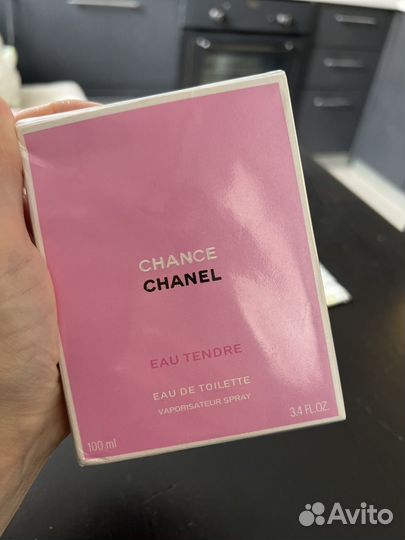 CHANCE
CHANEL
EAU TENDRE
EAU DE TOILETTE
VAPORISATEUR SPRAY
100 ml
3.4 FL.OZ.
Avito